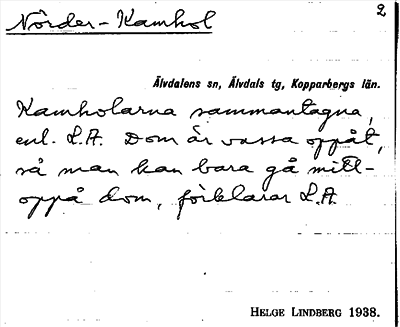 Nörder-Kamhol
2
Älvdalens sn, Älvdals tg, Kopparbergs län.
Kamholarna sammantagna,
enl. L.A. Dom är vassa oppåt,
så man kan bara gå mitt-
oppå dom, förklarar L.A.
HELGE LINDBERG 1938.